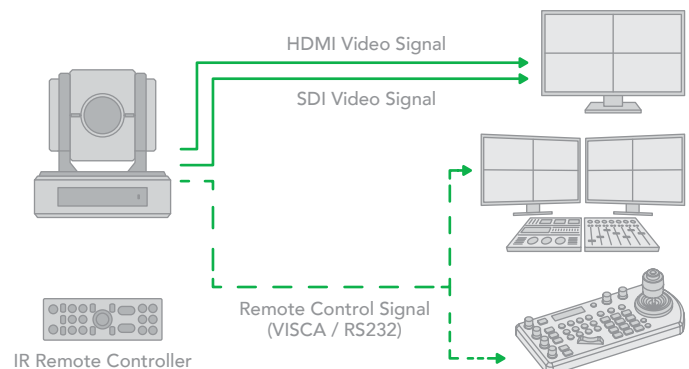 HDMI Video Signal
SDI Video Signal
Remote Control Signal
(VISCA / RS232)
IR Remote Controller